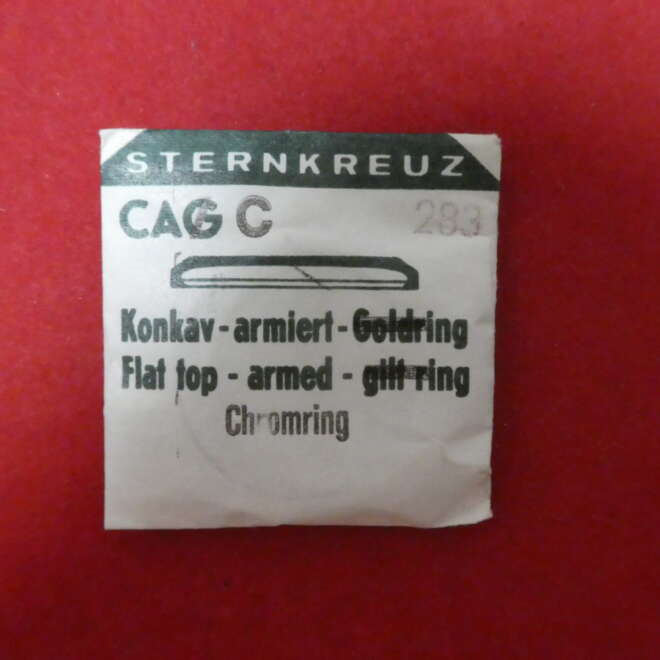 STERNKREUZ
CAG C 283
Konkav - armiert - Goldring
Flat top - armed - gilt ring
Chromring